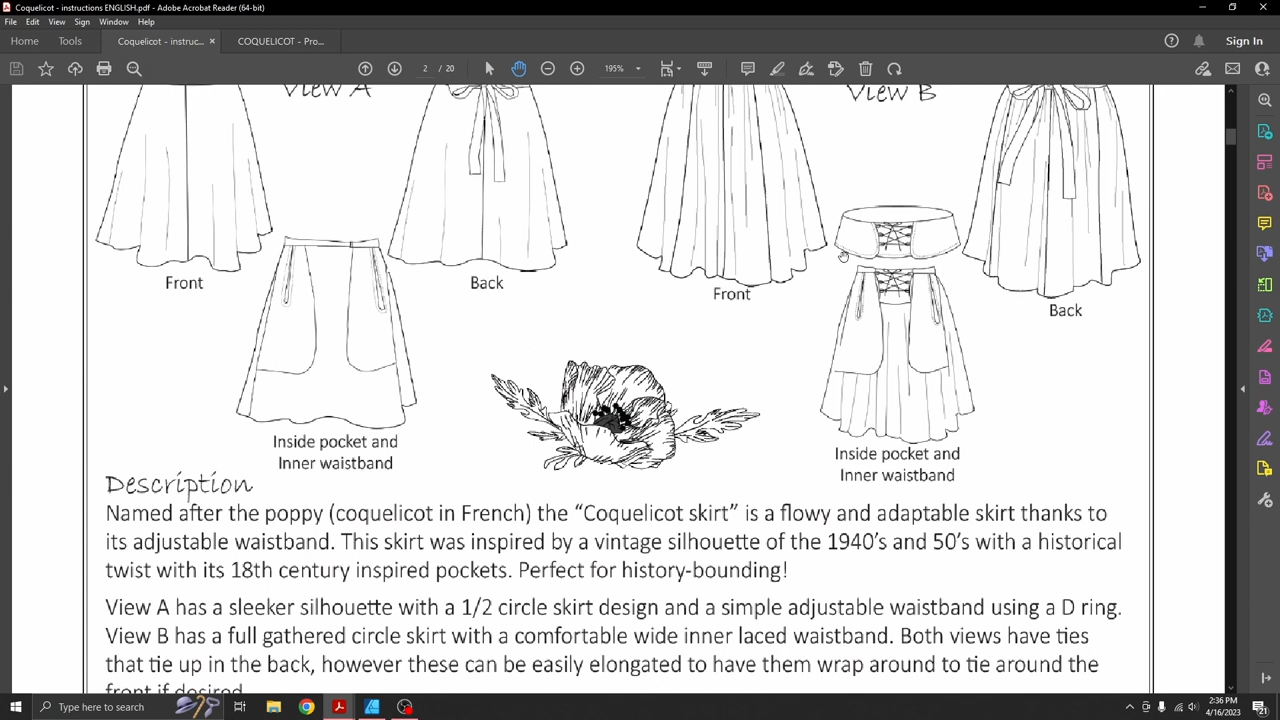 Coquelicot - instructions ENGLISH.pdf - Adobe Acrobat Reader (64-bit)
File Edit View Sign Window Help
Home Tools Coquelicot - instruc... × COQUELICOT - Pro... Sign In
2 / 20 195%
View A View B
Front Back Front Back
Inside pocket and
Inner waistband
Inside pocket and
Inner waistband
Description
Named after the poppy (coquelicot in French) the “Coquelicot skirt” is a flowy and adaptable skirt thanks to
its adjustable waistband. This skirt was inspired by a vintage silhouette of the 1940’s and 50’s with a historical
twist with its 18th century inspired pockets. Perfect for history-bounding!
View A has a sleeker silhouette with a 1/2 circle skirt design and a simple adjustable waistband using a D ring.
View B has a full gathered circle skirt with a comfortable wide inner laced waistband. Both views have ties
that tie up in the back, however these can be easily elongated to have them wrap around to tie around the
front if desired
Type here to search
2:36 PM
4/16/2023
21